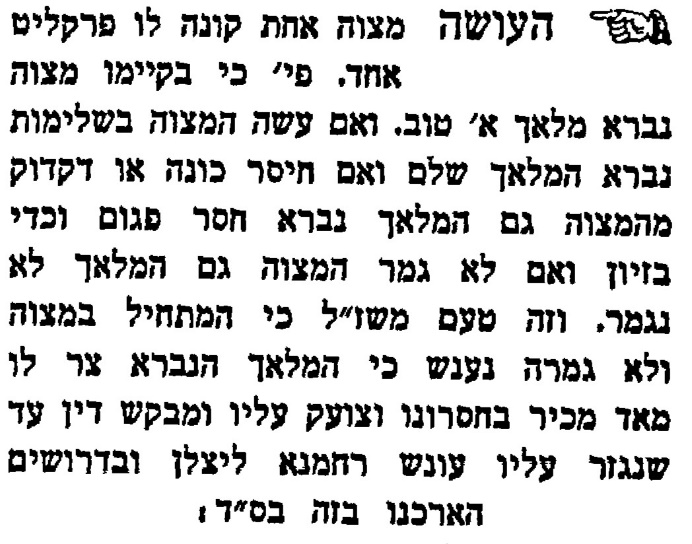 העושה מצוה אחת קונה לו פרקליט
אחד. פי׳ כי בקיימו מצוה
נברא מלאך א׳ טוב. ואם עשה המצוה בשלימות
נברא המלאך שלם ואם חיסר כונה או דקדוק
מהמצוה גם המלאך נברא חסר פגום וכדי
בזיון ואם לא גמר המצוה גם המלאך לא
נגמר. וזה טעם משז״ל כי המתחיל במצוה
ולא גמרה נענש כי המלאך הנברא צר לו
מאד מכיר בחסרונו וצועק עליו ומבקש דין עד
שנגזר עליו עונש רחמנא ליצלן ובדרושים
הארכנו בזה בס״ד: